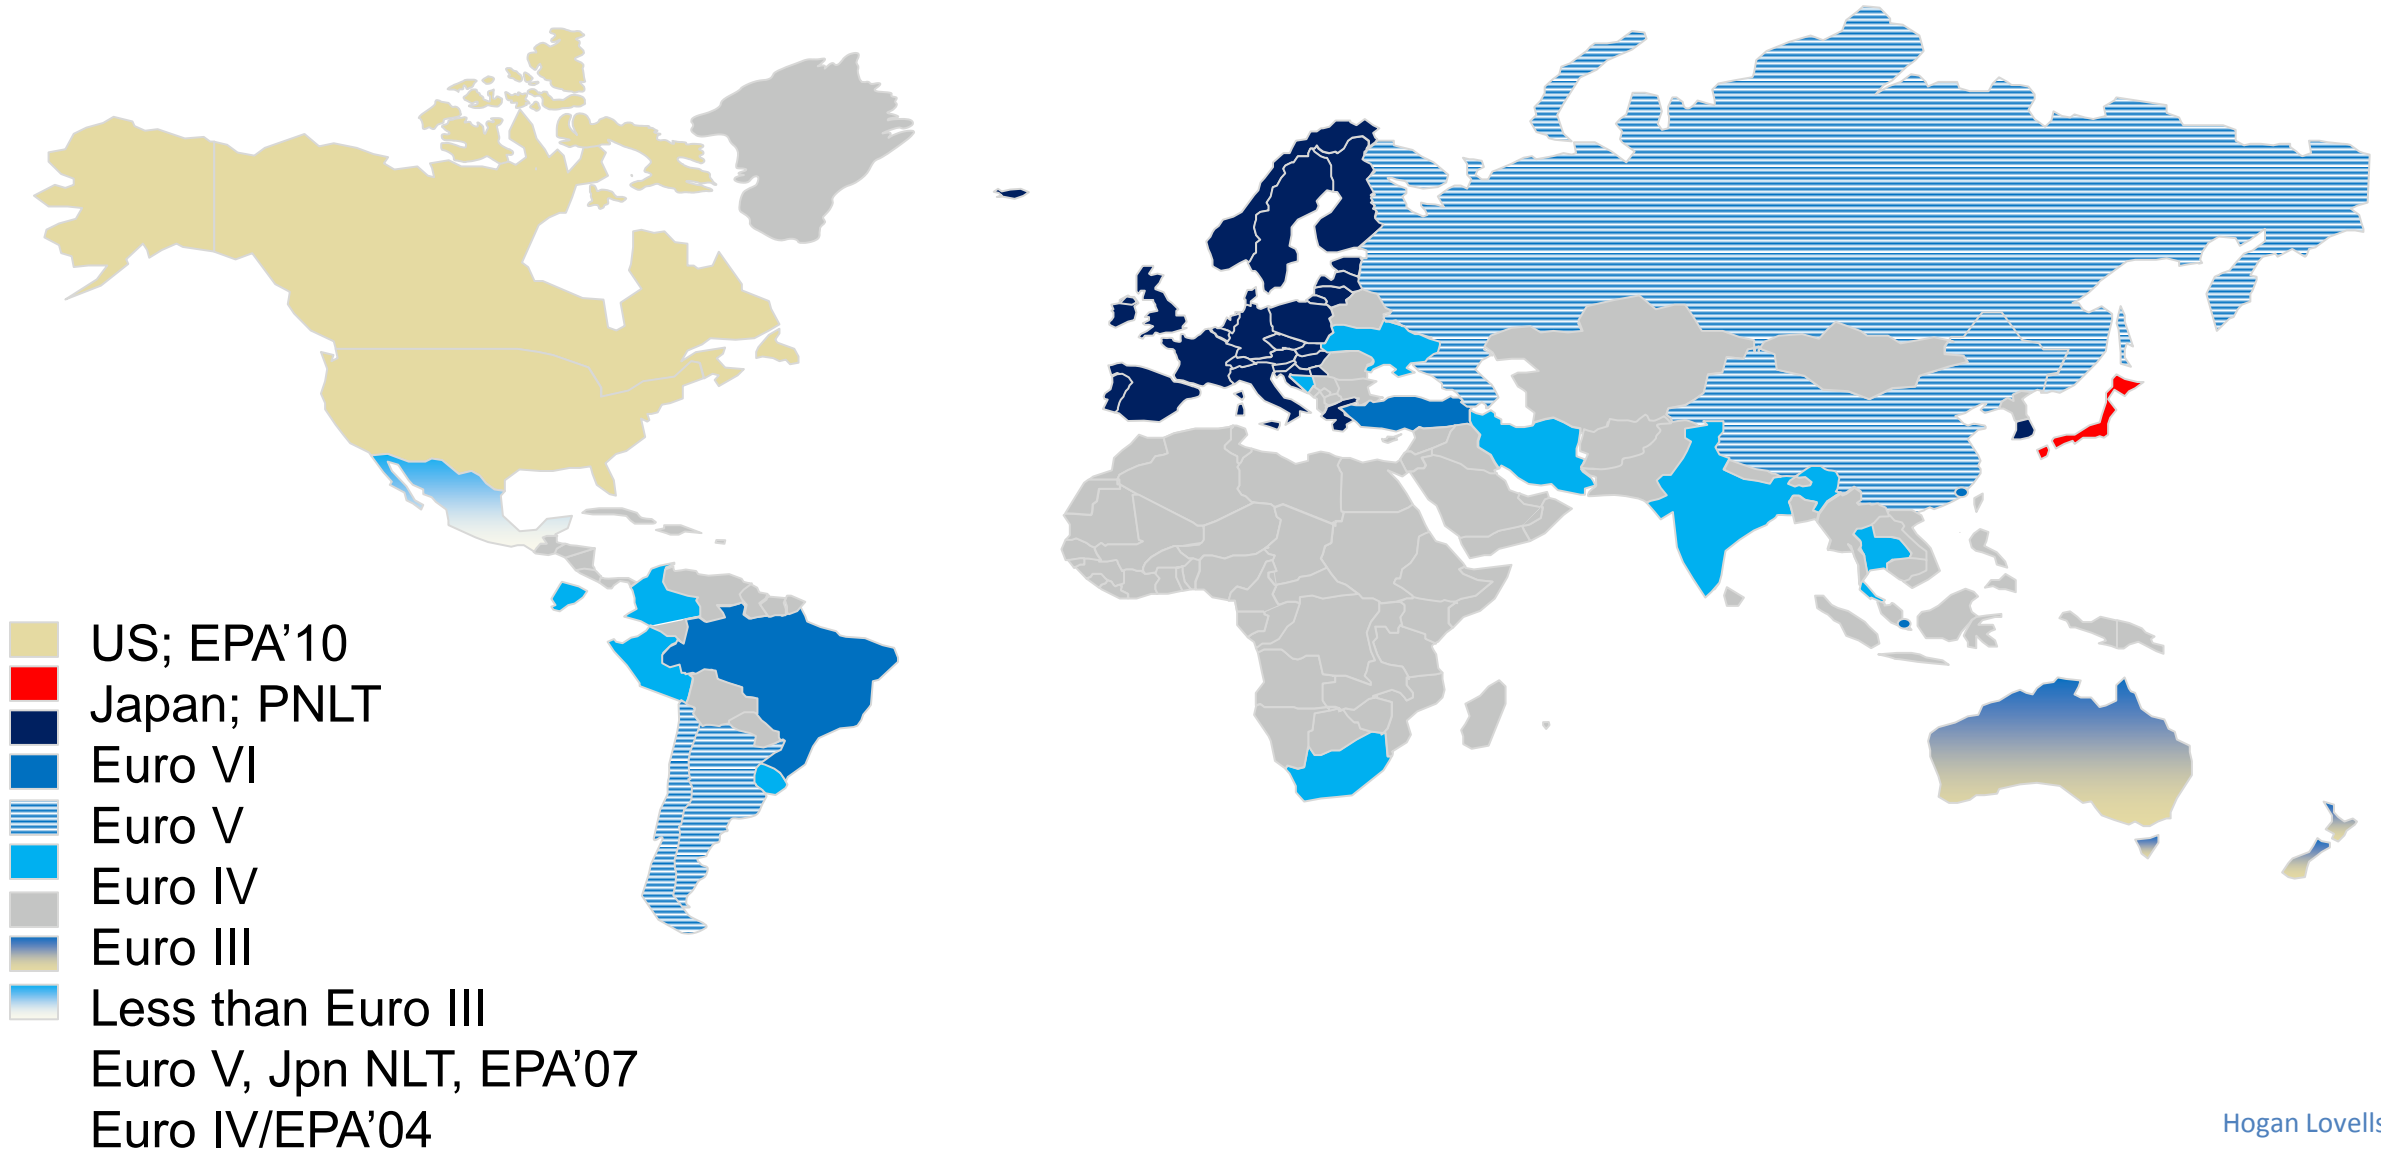 US; EPA’10
Japan; PNLT
Euro VI
Euro V
Euro IV
Euro III
Less than Euro III
Euro V, Jpn NLT, EPA’07
Euro IV/EPA’04
Hogan Lovells